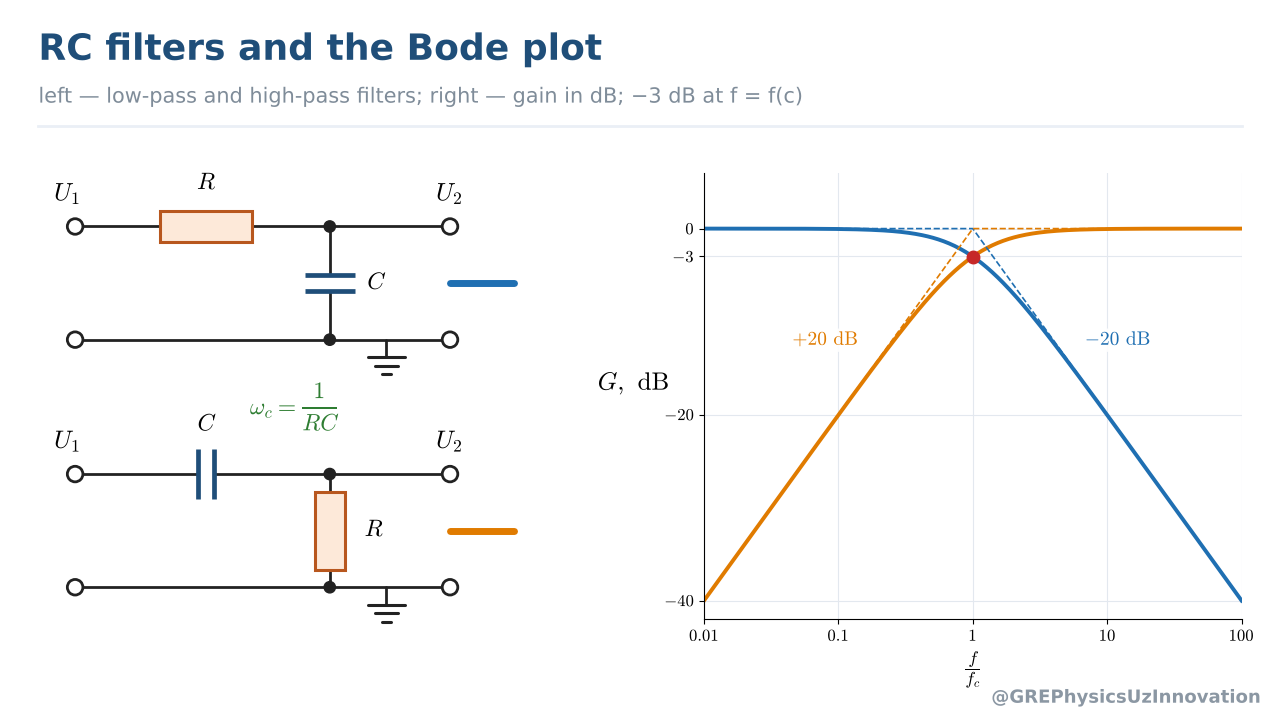 RC filters and the Bode plot
left — low-pass and high-pass filters; right — gain in dB; −3 dB at f = f(c)
U₁
R
U₂
C
ω_c = 1/RC
U₁
C
U₂
R
G, dB
0
−3
−20
−40
+20 dB
−20 dB
0.01 0.1 1 10 100
f/f_c
@GREPhysicsUzInnovation